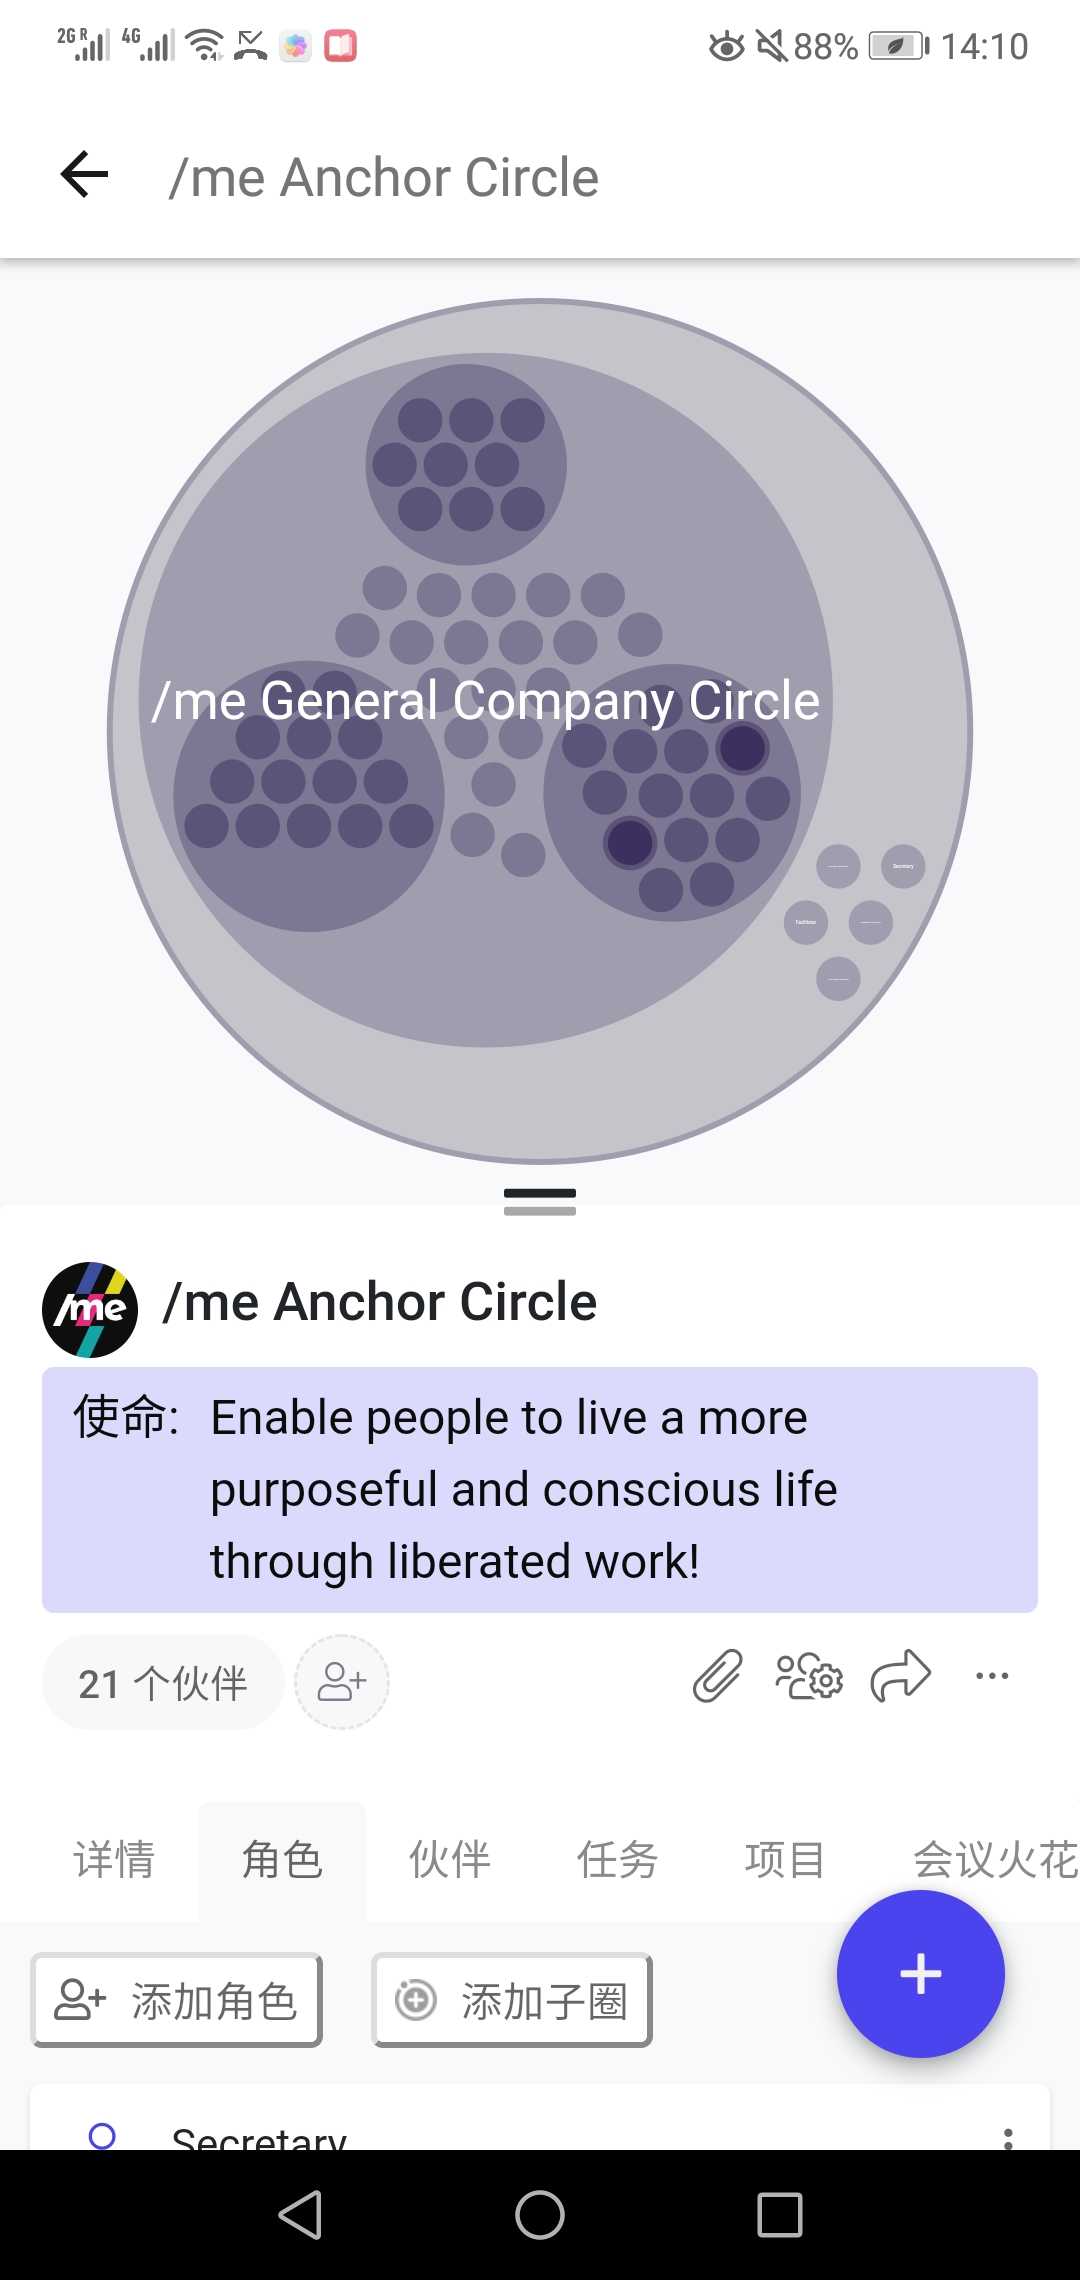 2G R 4G 88% 14:10
/me Anchor Circle
/me General Company Circle
Secretary
Facilitator
/me
/me Anchor Circle
使命: Enable people to live a more
purposeful and conscious life
through liberated work!
21 个伙伴
详情 角色 伙伴 任务 项目 会议火花
添加角色 添加子圈
Secretary